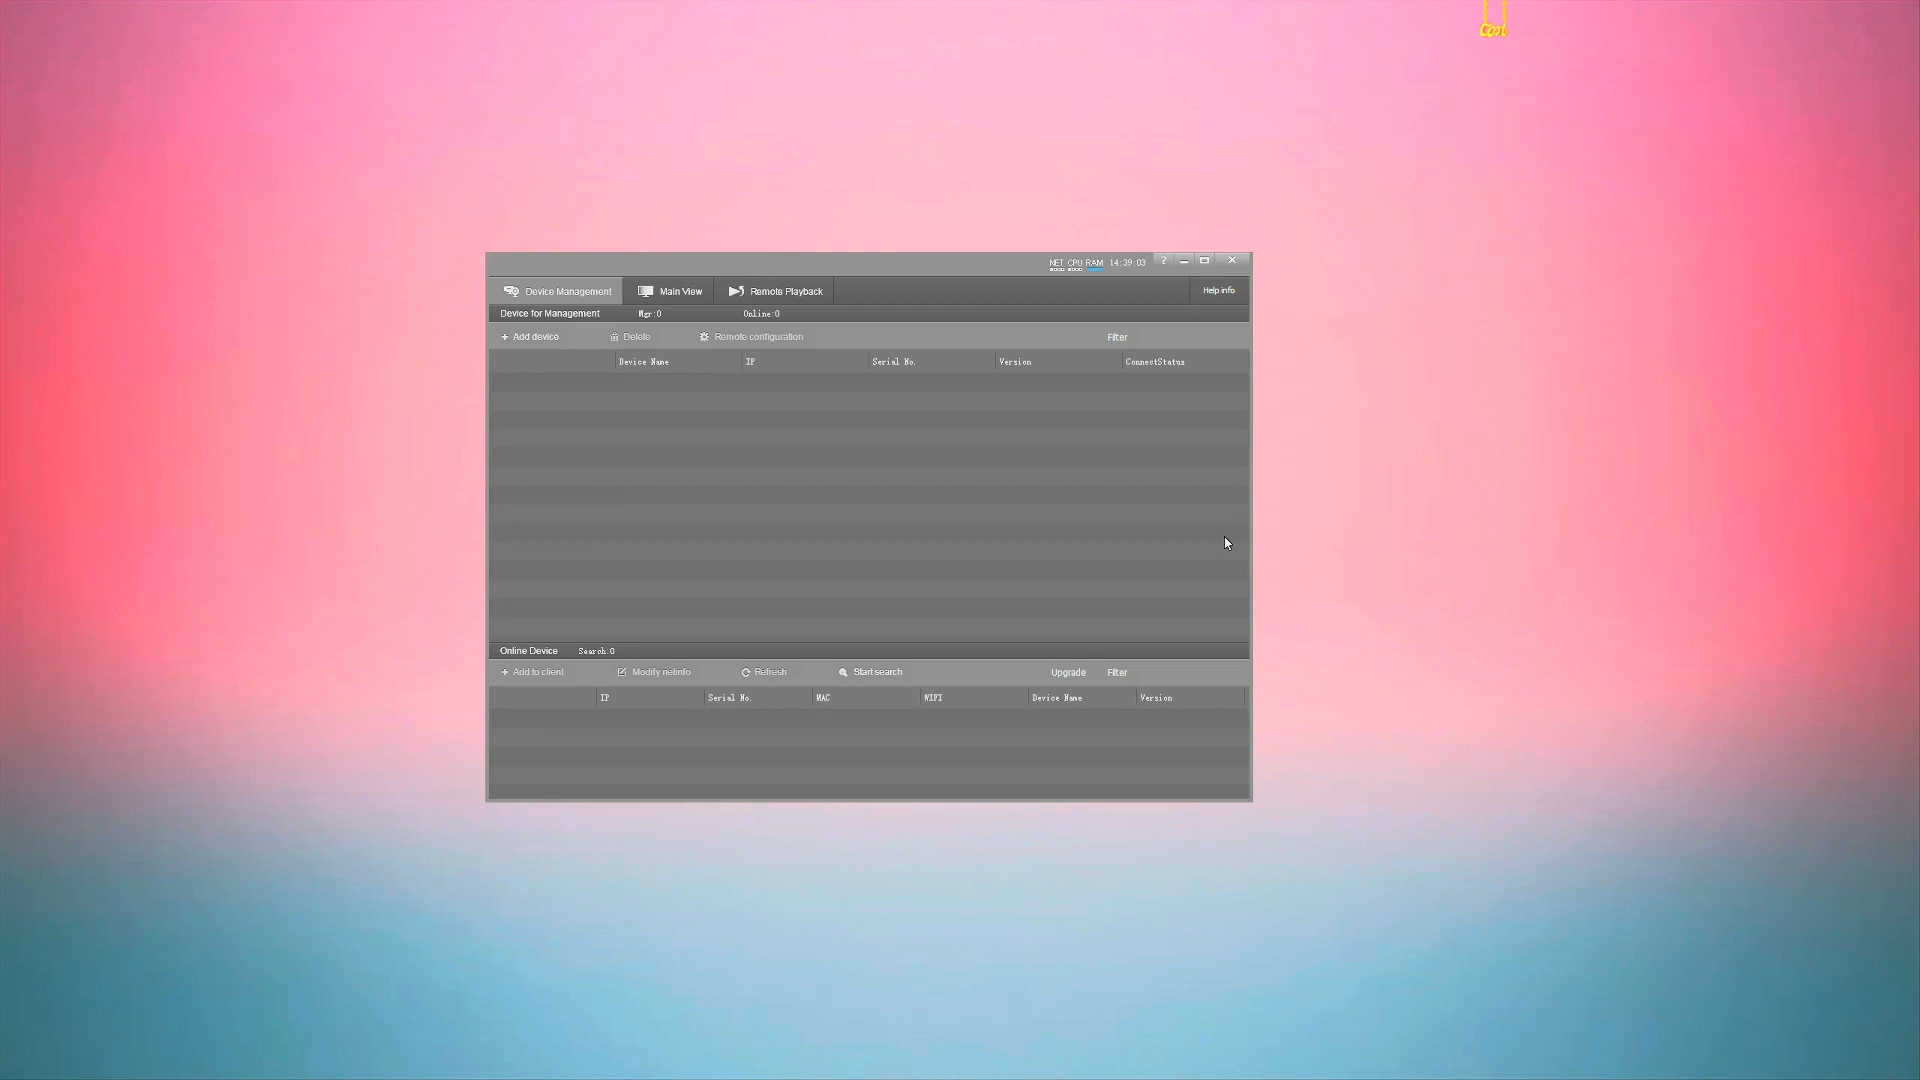 Con
NET CPU RAM 14:39:03 ?
Device Management Main View Remote Playback Help info
Device for Management Mgr:0 Online:0
+ Add device Delete Remote configuration Filter
Device Name IP Serial No. Version ConnectStatus
Online Device Search:0
+ Add to client Modify netinfo Refresh Start search Upgrade Filter
IP Serial No. MAC WIFI Device Name Version